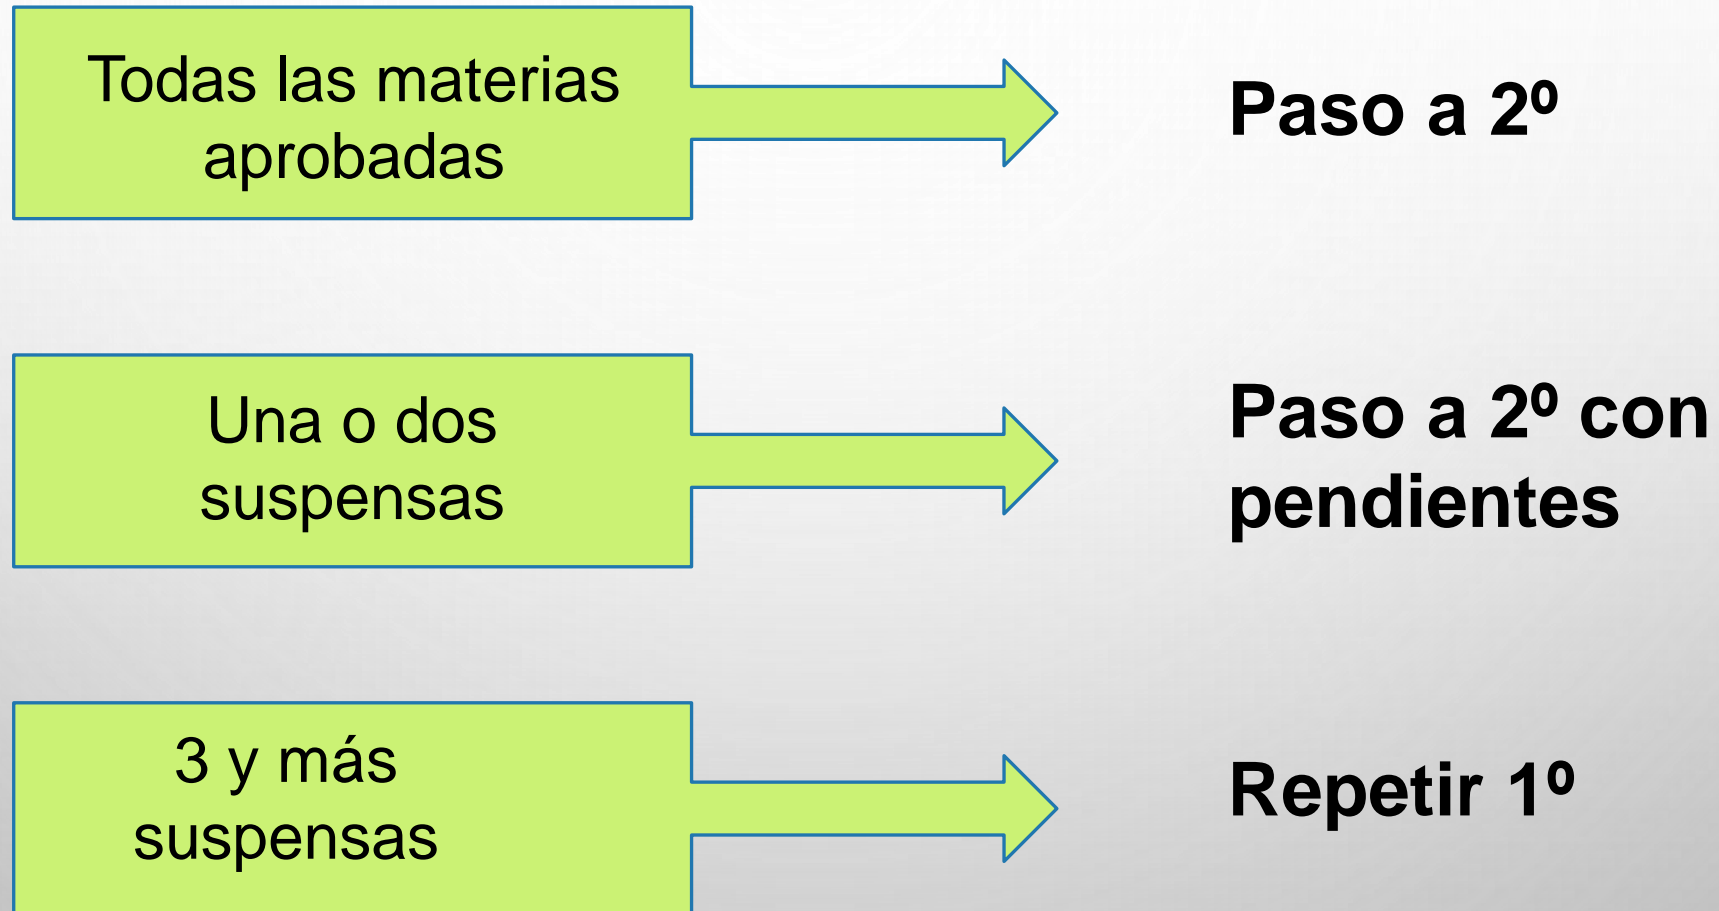 Todas las materias
aprobadas
Paso a 2º
Una o dos
suspensas
Paso a 2º con
pendientes
3 y más
suspensas
Repetir 1º